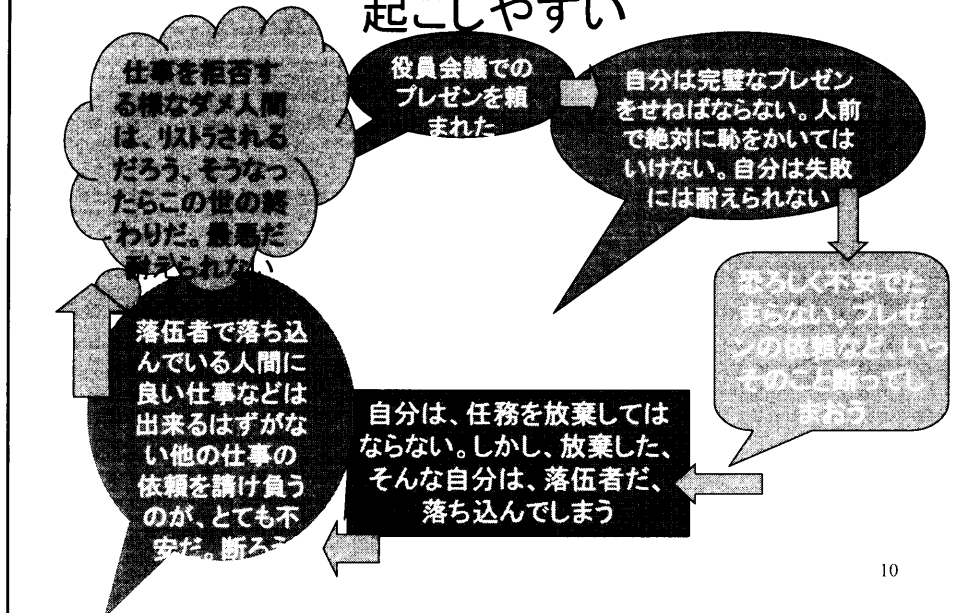 起こしやすい
役員会議での
プレゼンを頼
まれた
自分は完璧なプレゼン
をせねばならない。人前
で絶対に恥をかいては
いけない。自分は失敗
には耐えられない
恐ろしく不安でた
まらない、プレゼ
ンの依頼など、いっ
そのこと断ってし
まおう
自分は、任務を放棄しては
ならない。しかし、放棄した、
そんな自分は、落伍者だ、
落ち込んでしまう
落伍者で落ち込
んでいる人間に
良い仕事などは
出来るはずがな
い他の仕事の
依頼を請け負う
のが、とても不
安だ。断ろう
仕事を拒否す
る様なダメ人間
は、リストラされる
だろう、そうなっ
たらこの世の終
わりだ。最悪だ
耐えられない
10